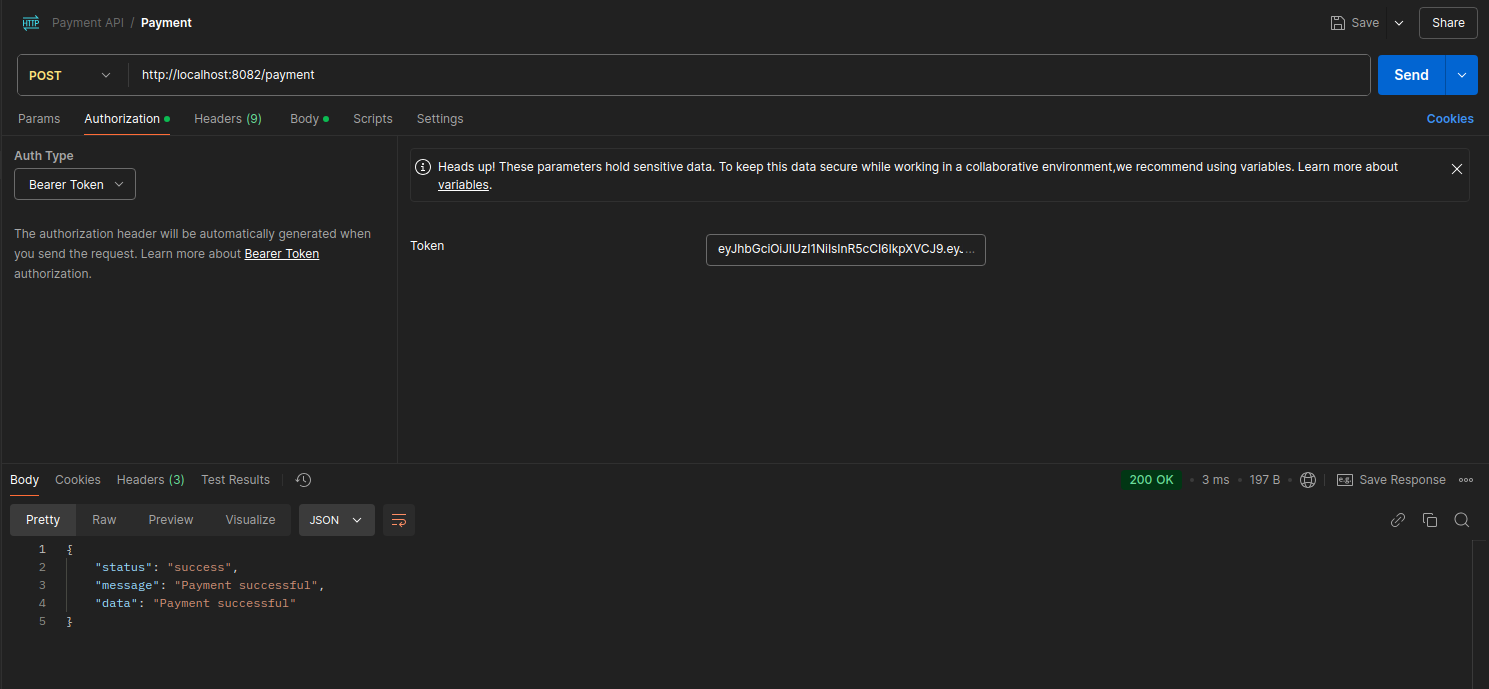 HTTP Payment API / Payment Save Share
POST http://localhost:8082/payment Send
Params Authorization Headers (9) Body Scripts Settings Cookies
Auth Type
Bearer Token
The authorization header will be automatically generated when
you send the request. Learn more about Bearer Token
authorization.
Heads up! These parameters hold sensitive data. To keep this data secure while working in a collaborative environment,we recommend using variables. Learn more about
variables.
Token eyJhbGciOiJIUzI1NiIsInR5cCI6IkpXVCJ9.eyJ...
Body Cookies Headers (3) Test Results 200 OK 3 ms 197 B e.g. Save Response
Pretty Raw Preview Visualize JSON
1 {
2 "status": "success",
3 "message": "Payment successful",
4 "data": "Payment successful"
5 }